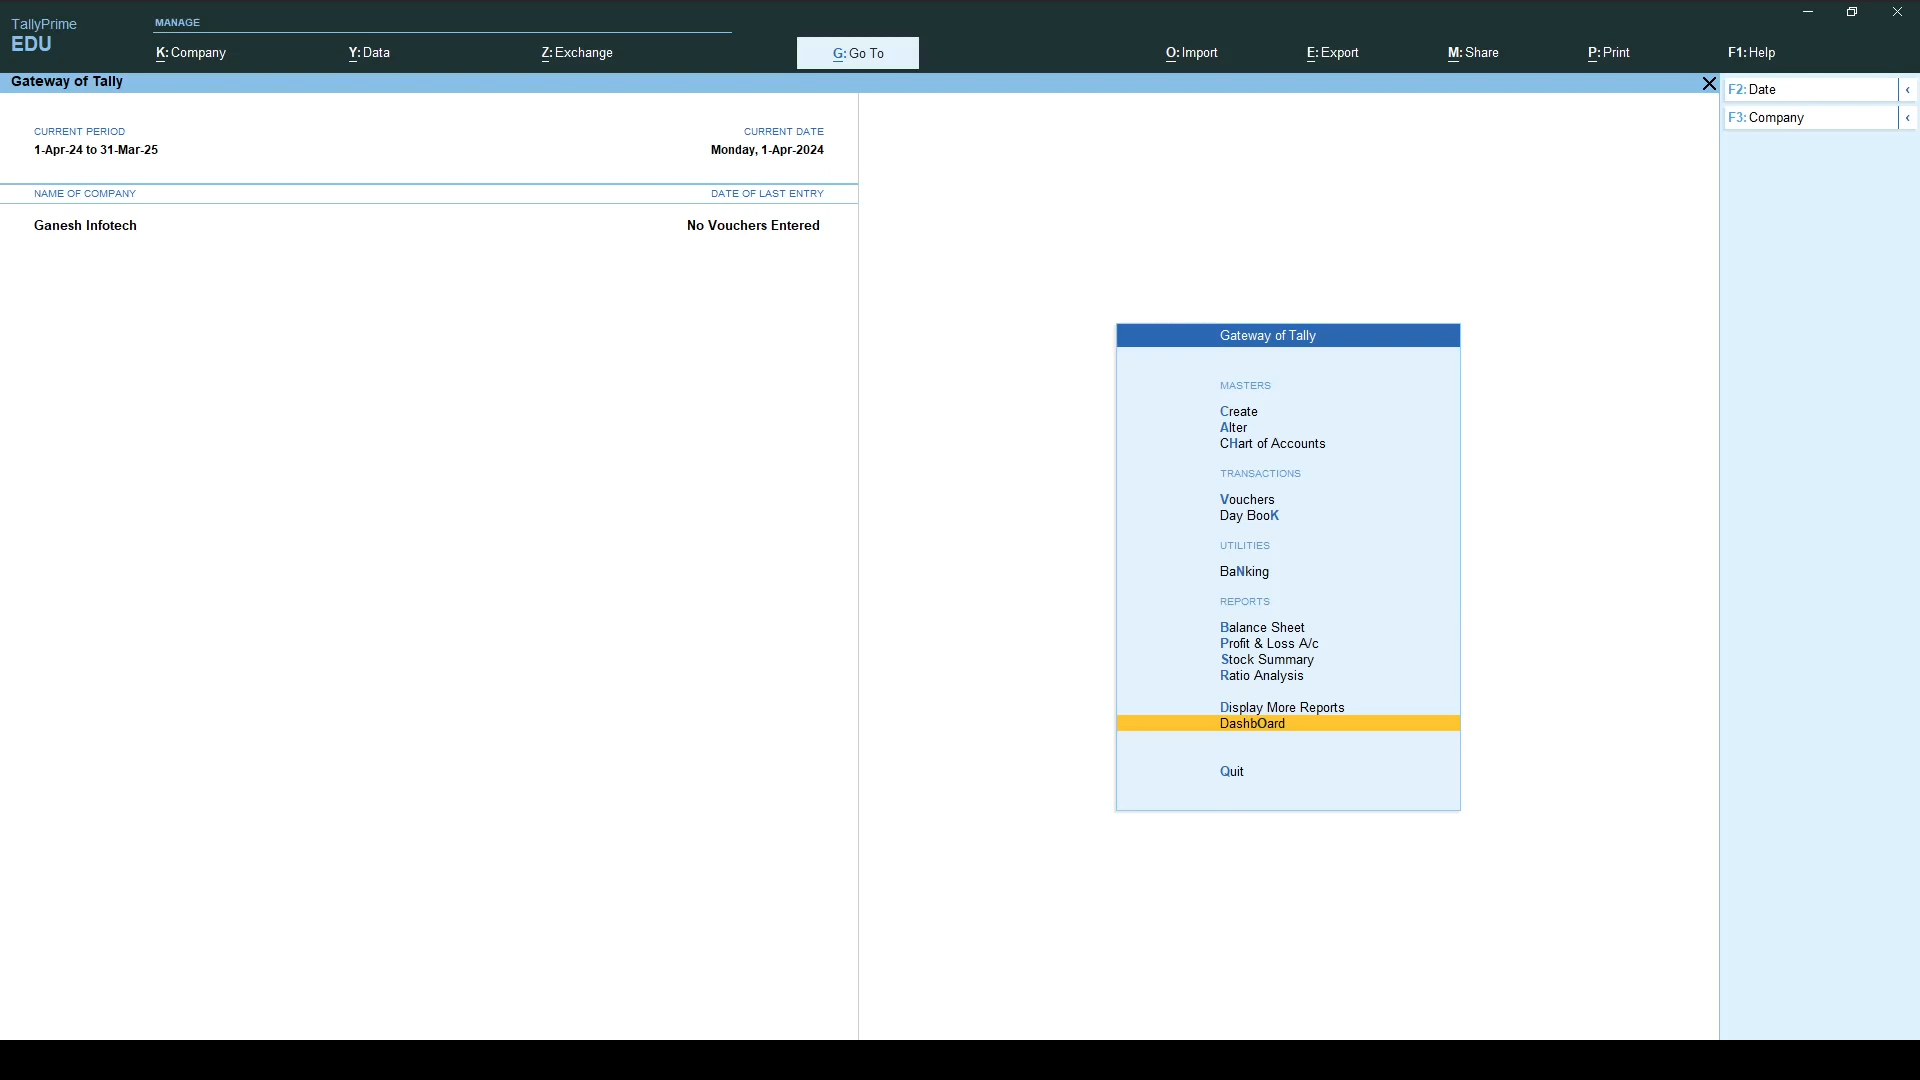 TallyPrime
EDU
MANAGE
K: Company
Y: Data
Z: Exchange
G: Go To
O: Import
E: Export
M: Share
P: Print
F1: Help
Gateway of Tally
F2: Date
F3: Company
CURRENT PERIOD
CURRENT DATE
1-Apr-24 to 31-Mar-25
Monday, 1-Apr-2024
NAME OF COMPANY
DATE OF LAST ENTRY
Ganesh Infotech
No Vouchers Entered
Gateway of Tally
MASTERS
Create
Alter
CHart of Accounts
TRANSACTIONS
Vouchers
Day BooK
UTILITIES
BaNking
REPORTS
Balance Sheet
Profit & Loss A/c
Stock Summary
Ratio Analysis
Display More Reports
DashbOard
Quit